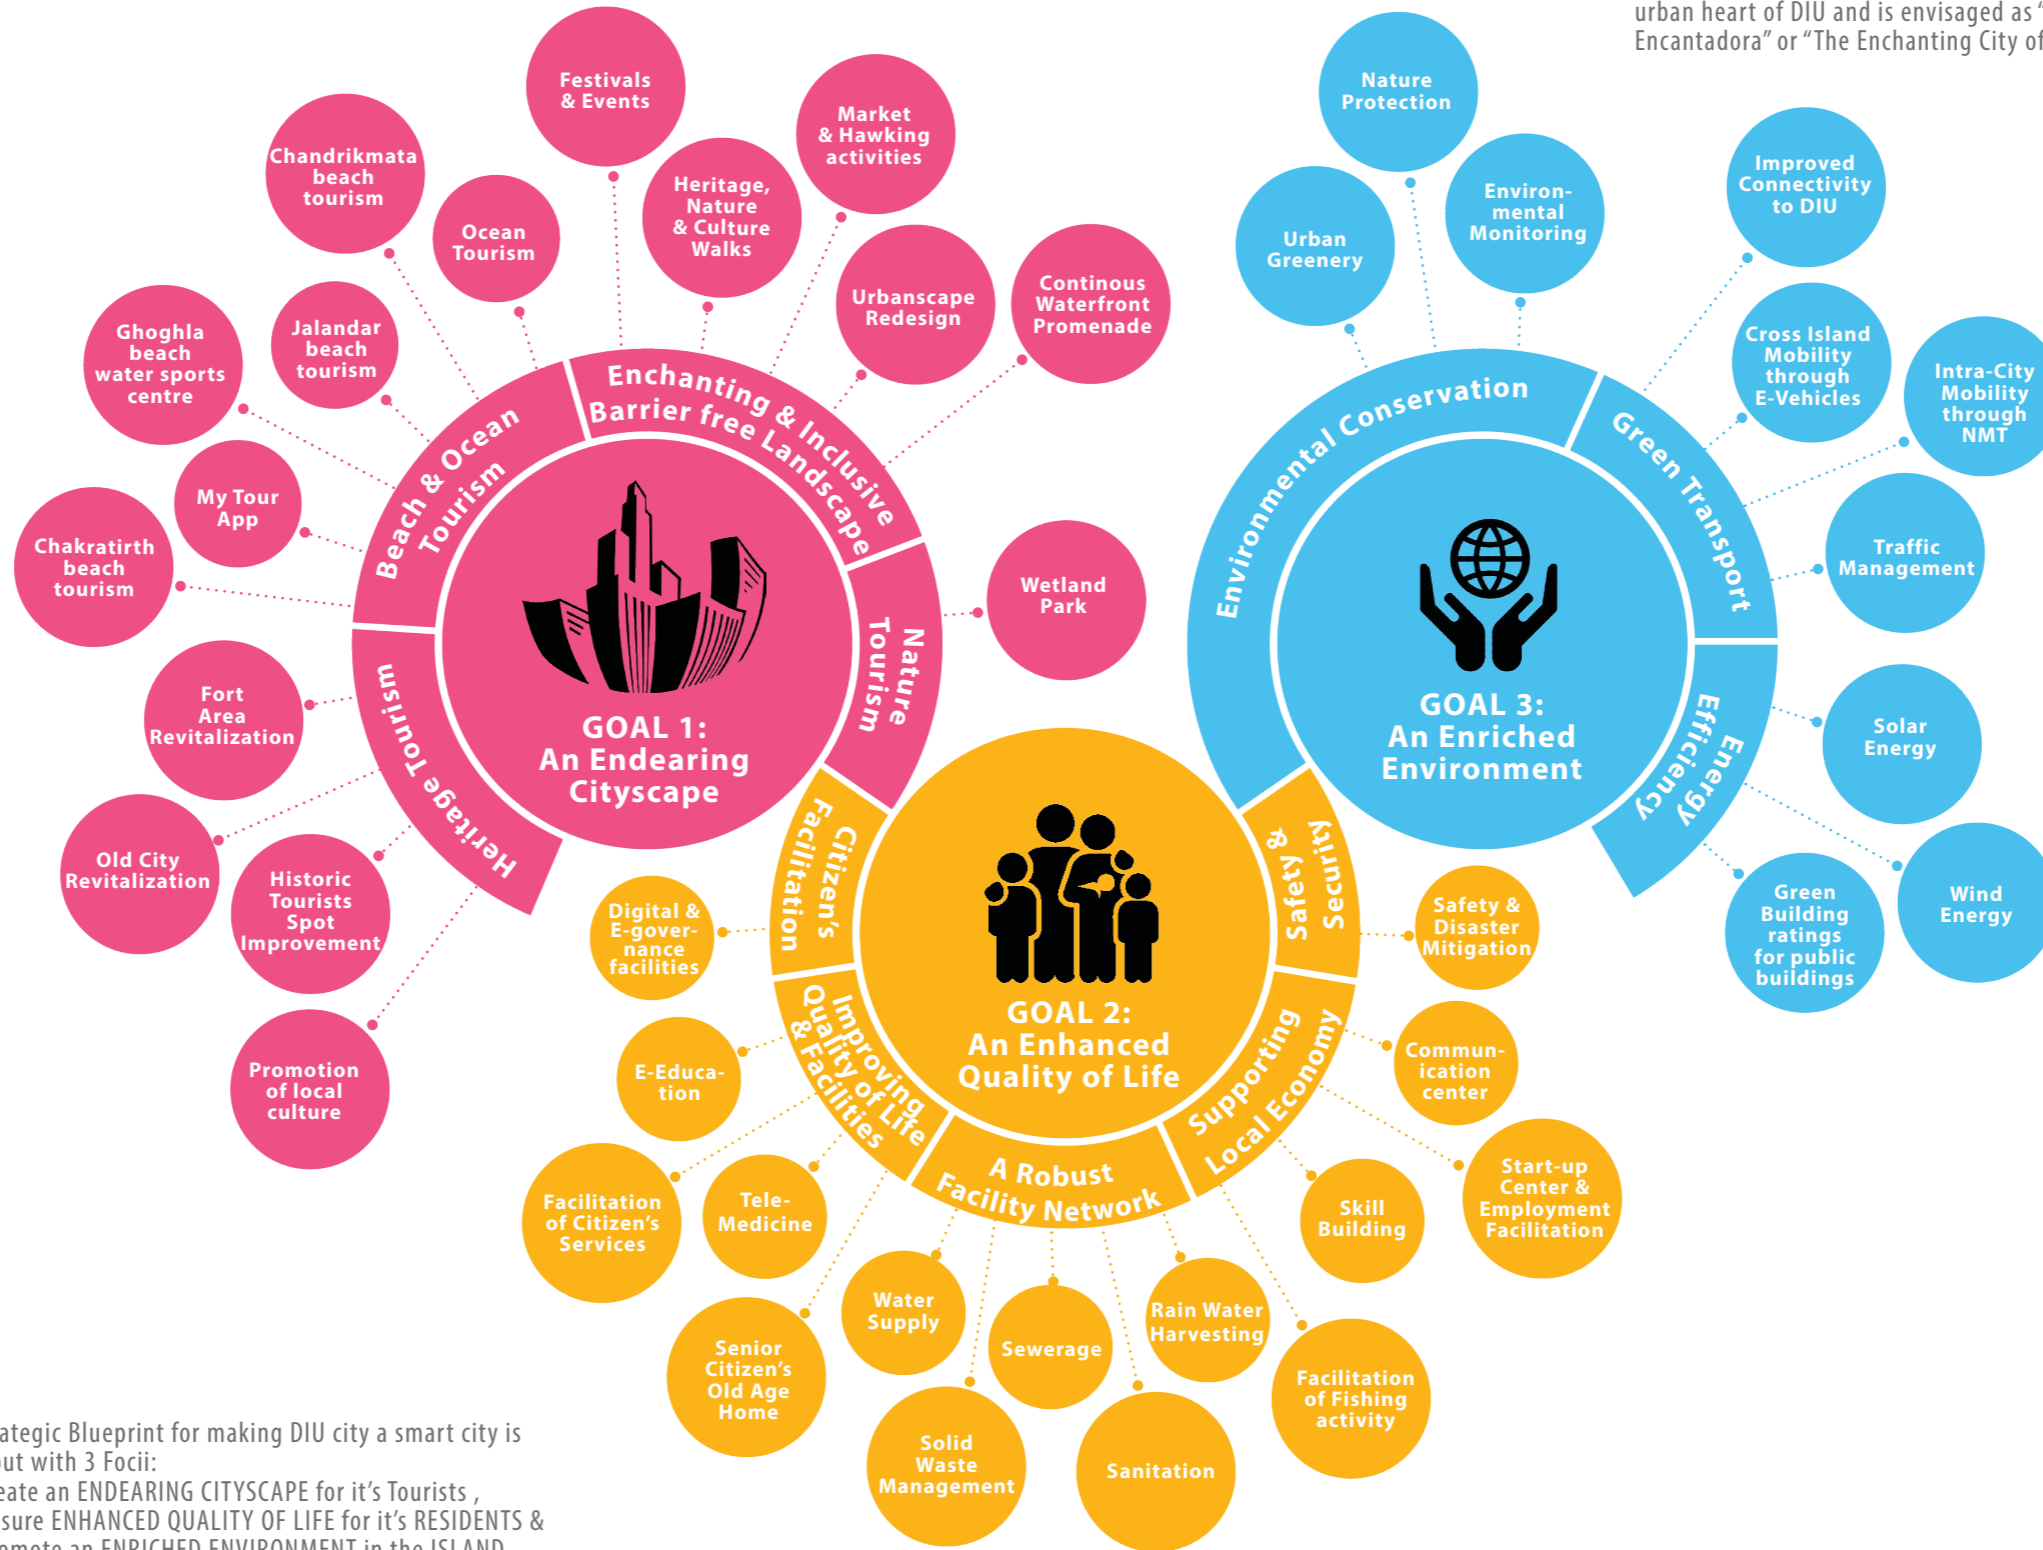 urban heart of DIU and is envisaged as “
Encantadora” or “The Enchanting City of
Festivals
& Events
Market
& Hawking
activities
Chandrikmata
beach
tourism
Heritage,
Nature
& Culture
Walks
Ocean
Tourism
Urbanscape
Redesign
Continous
Waterfront
Promenade
Ghoghla
beach
water sports
centre
Jalandar
beach
tourism
My Tour
App
Chakratirth
beach
tourism
Beach & Ocean
Tourism
Enchanting & Inclusive
Barrier free Landscape
Nature
Tourism
Wetland
Park
Heritage Tourism
GOAL 1:
An Endearing
Cityscape
Fort
Area
Revitalization
Old City
Revitalization
Historic
Tourists
Spot
Improvement
Promotion
of local
culture
Nature
Protection
Urban
Greenery
Environ-
mental
Monitoring
Improved
Connectivity
to DIU
Cross Island
Mobility
through
E-Vehicles
Intra-City
Mobility
through
NMT
Traffic
Management
Environmental Conservation
Green Transport
Energy
Efficiency
GOAL 3:
An Enriched
Environment
Solar
Energy
Wind
Energy
Green
Building
ratings
for public
buildings
Citizen's
Facilitation
Safety &
Security
GOAL 2:
An Enhanced
Quality of Life
Improving
Quality of Life
& Facilities
A Robust
Facility Network
Supporting
Local Economy
Digital &
E-gover-
nance
facilities
E-Educa-
tion
Facilitation
of Citizen's
Services
Tele-
Medicine
Senior
Citizen's
Old Age
Home
Water
Supply
Solid
Waste
Management
Sewerage
Sanitation
Rain Water
Harvesting
Facilitation
of Fishing
activity
Skill
Building
Start-up
Center &
Employment
Facilitation
Commun-
ication
center
Safety &
Disaster
Mitigation
ategic Blueprint for making DIU city a smart city is
out with 3 Focii:
eate an ENDEARING CITYSCAPE for it's Tourists ,
sure ENHANCED QUALITY OF LIFE for it's RESIDENTS &
omote an ENRICHED ENVIRONMENT in the ISLAND